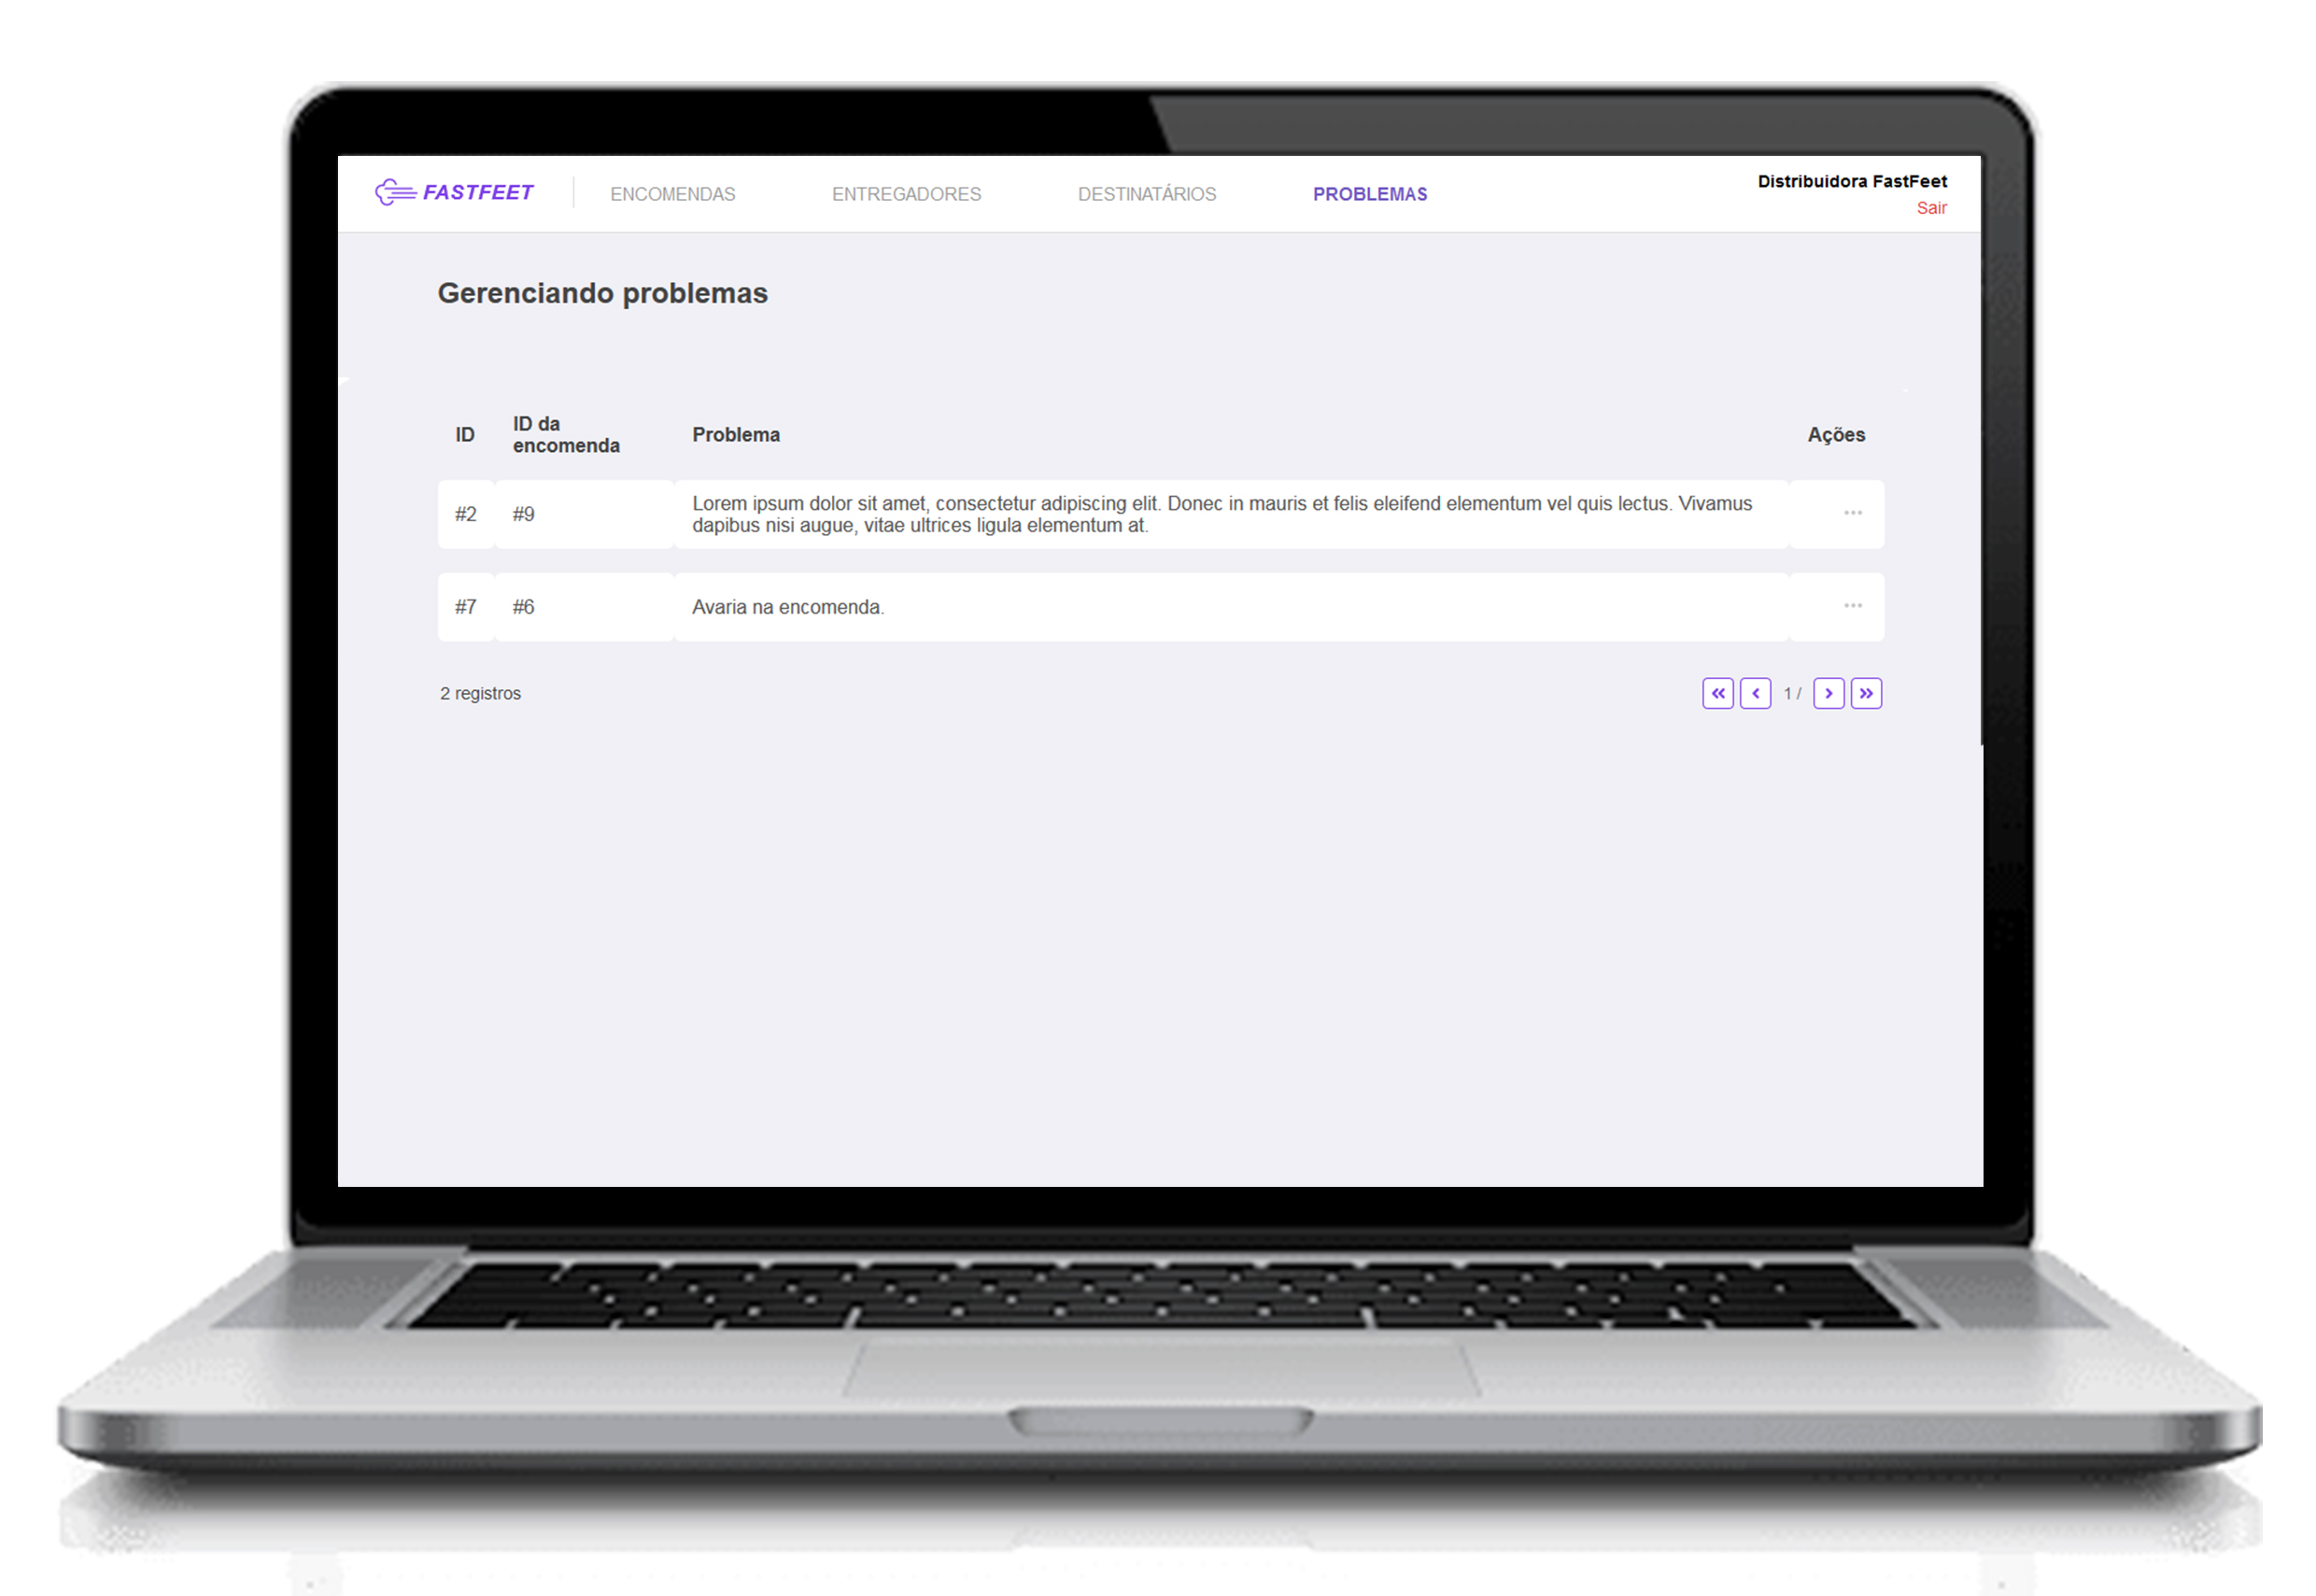 FASTFEET
ENCOMENDAS
ENTREGADORES
DESTINATÁRIOS
PROBLEMAS
Distribuidora FastFeet
Sair
Gerenciando problemas
ID
ID da
encomenda
Problema
Ações
#2
#9
Lorem ipsum dolor sit amet, consectetur adipiscing elit. Donec in mauris et felis eleifend elementum vel quis lectus. Vivamus
dapibus nisi augue, vitae ultrices ligula elementum at.
#7
#6
Avaria na encomenda.
2 registros
1 /